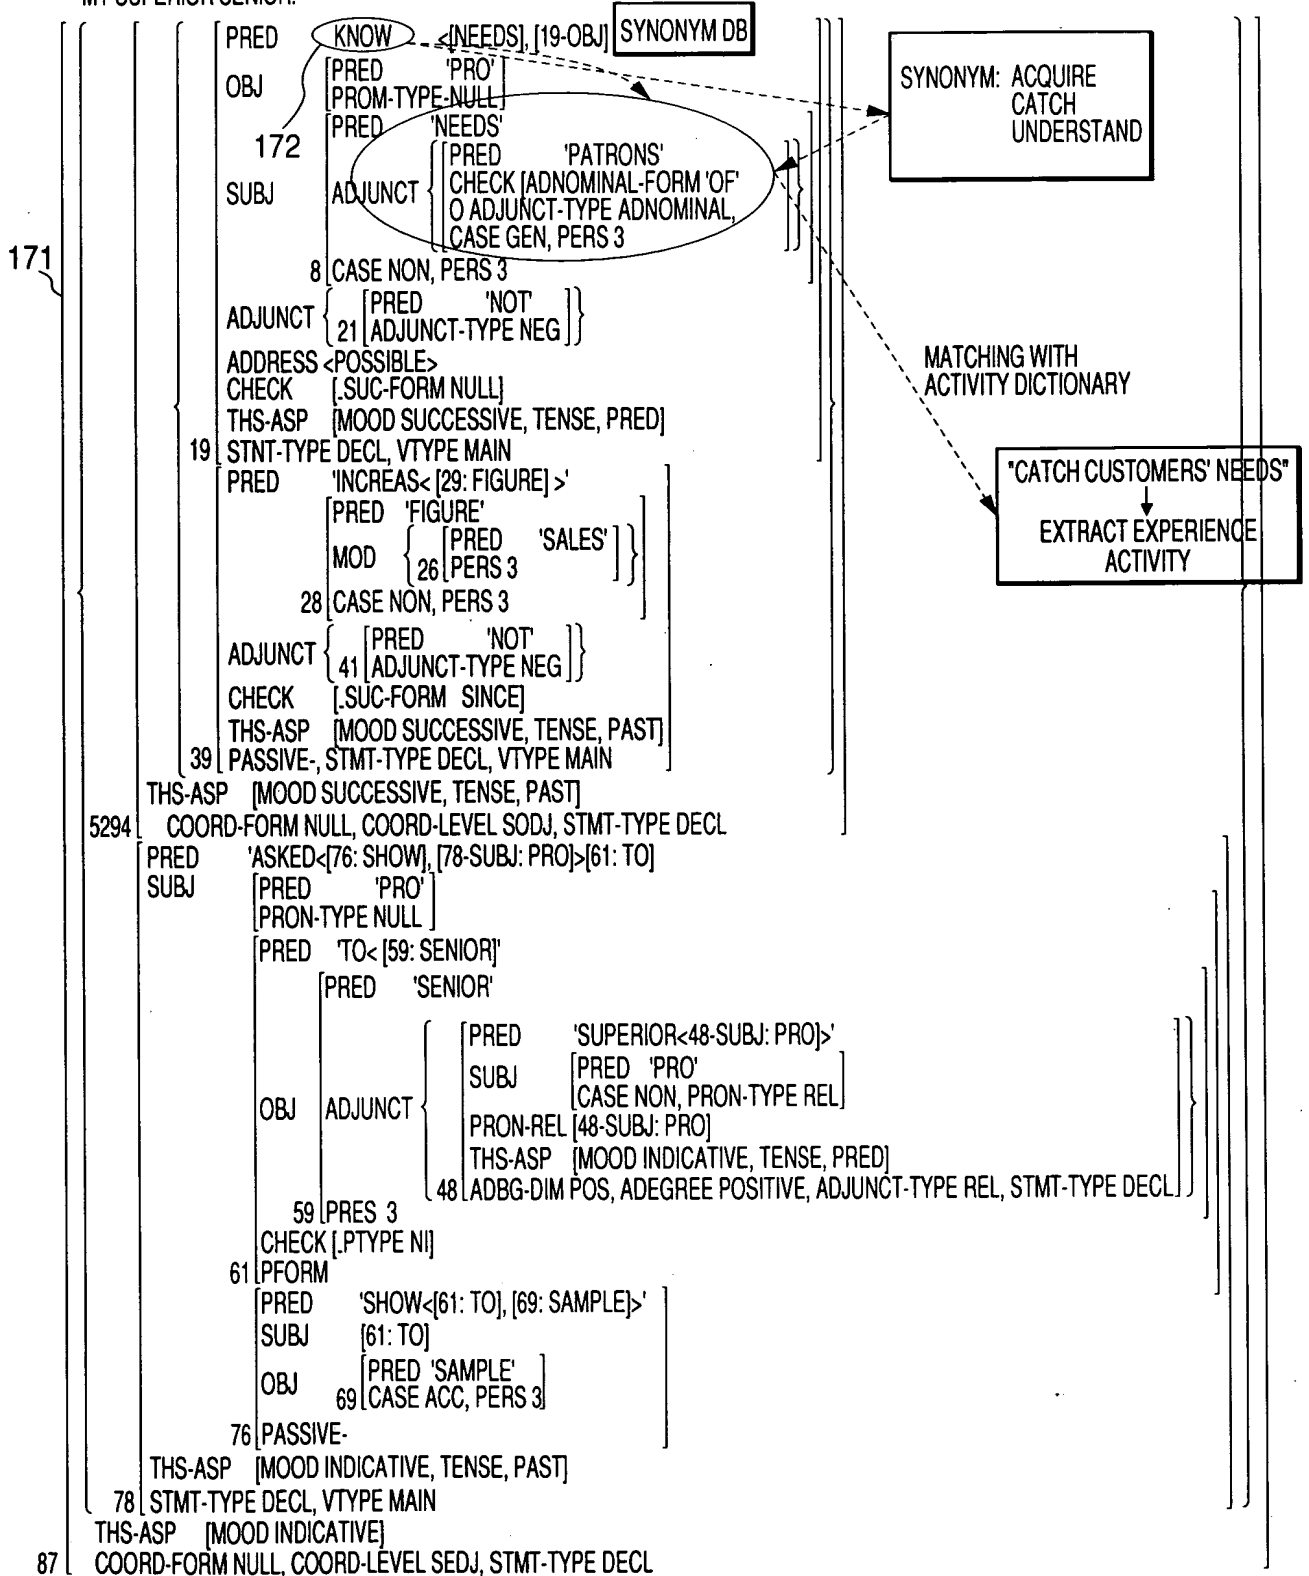 MY SUPERIOR SENIOR.
PRED KNOW <[NEEDS], [19-OBJ] SYNONYM DB
OBJ [PRED 'PRO'
PROM-TYPE-NULL]
172
SYNONYM: ACQUIRE
CATCH
UNDERSTAND
[PRED 'NEEDS'
SUBJ ADJUNCT { [PRED 'PATRONS'
CHECK [ADNOMINAL-FORM 'OF'
O ADJUNCT-TYPE ADNOMINAL,
CASE GEN, PERS 3 ] }
171
8 [CASE NON, PERS 3 ]
ADJUNCT { 21 [PRED 'NOT'
ADJUNCT-TYPE NEG ] }
ADDRESS <POSSIBLE>
CHECK [.SUC-FORM NULL]
THS-ASP [MOOD SUCCESSIVE, TENSE, PRED]
19 STNT-TYPE DECL, VTYPE MAIN
MATCHING WITH
ACTIVITY DICTIONARY
"CATCH CUSTOMERS' NEEDS"
EXTRACT EXPERIENCE
ACTIVITY
PRED 'INCREAS< [29: FIGURE] >'
[PRED 'FIGURE'
MOD { 26 [PRED 'SALES'
PERS 3 ] }
28 CASE NON, PERS 3
ADJUNCT { 41 [PRED 'NOT'
ADJUNCT-TYPE NEG ] }
CHECK [.SUC-FORM SINCE]
THS-ASP [MOOD SUCCESSIVE, TENSE, PAST]
39 PASSIVE-, STMT-TYPE DECL, VTYPE MAIN
THS-ASP [MOOD SUCCESSIVE, TENSE, PAST]
5294 COORD-FORM NULL, COORD-LEVEL SODJ, STMT-TYPE DECL
PRED 'ASKED<[76: SHOW], [78-SUBJ: PRO]>[61: TO]
SUBJ [PRED 'PRO'
PRON-TYPE NULL ]
[PRED 'TO< [59: SENIOR]'
[PRED 'SENIOR'
OBJ ADJUNCT { [PRED 'SUPERIOR<48-SUBJ: PRO]>'
SUBJ [PRED 'PRO'
CASE NON, PRON-TYPE REL]
PRON-REL [48-SUBJ: PRO]
THS-ASP [MOOD INDICATIVE, TENSE, PRED]
48 ADBG-DIM POS, ADEGREE POSITIVE, ADJUNCT-TYPE REL, STMT-TYPE DECL] }
59 PRES 3
CHECK [.PTYPE NI]
61 PFORM
[PRED 'SHOW<[61: TO], [69: SAMPLE]>'
SUBJ [61: TO]
OBJ 69 [PRED 'SAMPLE'
CASE ACC, PERS 3]
76 PASSIVE-
THS-ASP [MOOD INDICATIVE, TENSE, PAST]
78 STMT-TYPE DECL, VTYPE MAIN
THS-ASP [MOOD INDICATIVE]
87 COORD-FORM NULL, COORD-LEVEL SEDJ, STMT-TYPE DECL